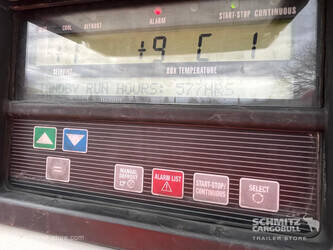 COOL DEFROST ALARM START-STOP CONTINUOUS
+9 C 1
SETPOINT BOX TEMPERATURE
STANDBY RUN HOURS: 577HRS
=
MANUAL DEFROST
ALARM LIST
START-STOP/
CONTINUOUS
SELECT
SCHMITZ
CARGOBULL
TRAILER STORE